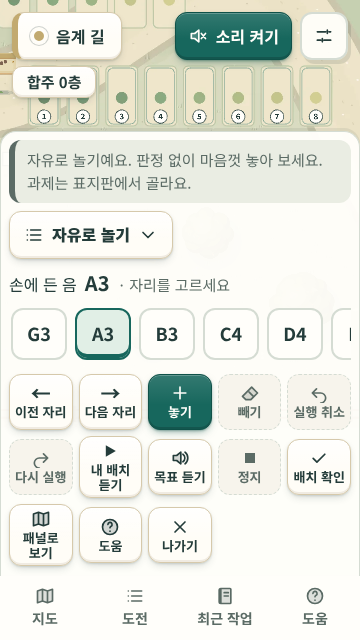 음계 길
소리 켜기
합주 0층
1 2 3 4 5 6 7 8
자유로 놀기예요. 판정 없이 마음껏 놓아 보세요.
과제는 표지판에서 골라요.
자유로 놀기
손에 든 음 A3 · 자리를 고르세요
G3 A3 B3 C4 D4
이전 자리 다음 자리 놓기 빼기 실행 취소
다시 실행 내 배치
듣기 목표 듣기 정지 배치 확인
패널로
보기 도움 나가기
지도 도전 최근 작업 도움